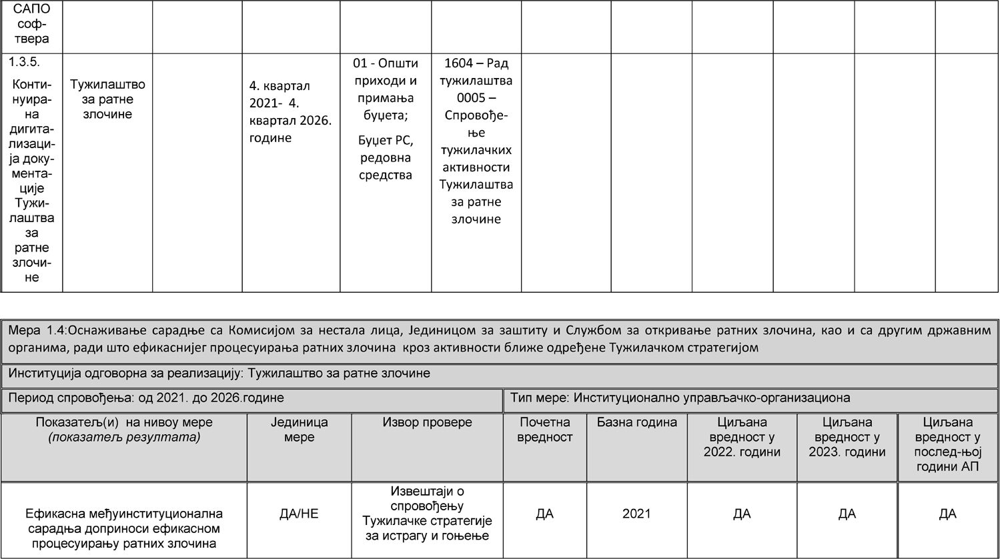 САПО
соф-
твера
1.3.5.
Конти-
нуира-
на
дигита-
лизаци-
ја доку-
мента-
ције
Тужи-
лаштва
за
ратне
злочи-
не
Тужилаштво
за ратне
злочине
4. квартал
2021- 4.
квартал 2026.
године
01 - Општи
приходи и
примања
буџета;
Буџет РС,
редовна
средства
1604 – Рад
тужилаштва
0005 –
Спровође-
ње
тужилачких
активности
Тужилаштва
за ратне
злочине
Мера 1.4:Оснаживање сарадње са Комисијом за нестала лица, Јединицом за заштиту и Службом за откривање ратних злочина, као и са другим државним
органима, ради што ефикаснијег процесуирања ратних злочина кроз активности ближе одређене Тужилачком стратегијом
Институција одговорна за реализацију: Тужилаштво за ратне злочине
Период спровођења: од 2021. до 2026.године
Тип мере: Институционално управљачко-организациона
Показатељ(и) на нивоу мере
(показатељ резултата)
Јединица
мере
Извор провере
Почетна
вредност
Базна година
Циљана
вредност у
2022. години
Циљана
вредност у
2023. години
Циљана
вредност у
послед-њој
години АП
Ефикасна међуинституционална
сарадња доприноси ефикасном
процесуирању ратних злочина
ДА/НЕ
Извештаји о
спровођењу
Тужилачке стратегије
за истрагу и гоњење
ДА
2021
ДА
ДА
ДА